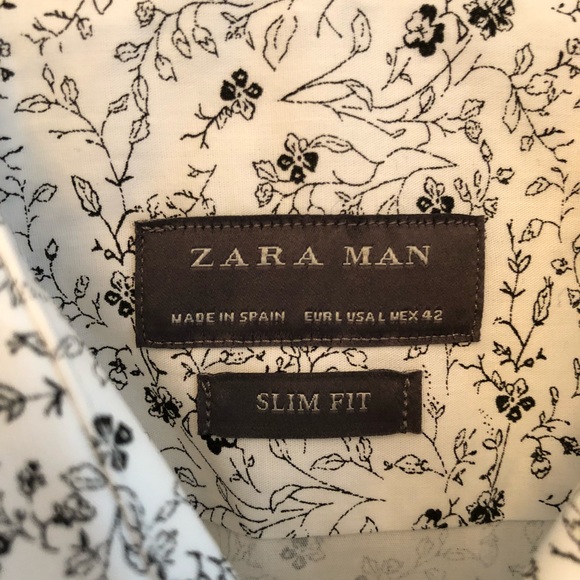 ZARA MAN
MADE IN SPAIN EUR L USA L MEX 42
SLIM FIT